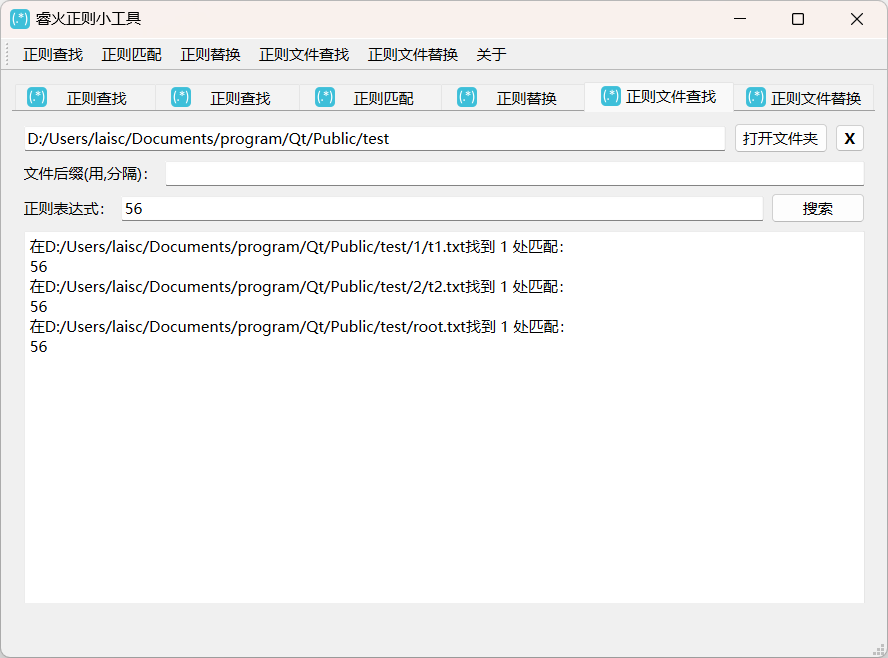 (.*) 睿火正则小工具
正则查找 正则匹配 正则替换 正则文件查找 正则文件替换 关于
(.*) 正则查找 (.*) 正则查找 (.*) 正则匹配 (.*) 正则替换 (.*) 正则文件查找 (.*) 正则文件替换
D:/Users/laisc/Documents/program/Qt/Public/test 打开文件夹 X
文件后缀(用,分隔)：
正则表达式： 56 搜索
在D:/Users/laisc/Documents/program/Qt/Public/test/1/t1.txt找到 1 处匹配：
56
在D:/Users/laisc/Documents/program/Qt/Public/test/2/t2.txt找到 1 处匹配：
56
在D:/Users/laisc/Documents/program/Qt/Public/test/root.txt找到 1 处匹配：
56